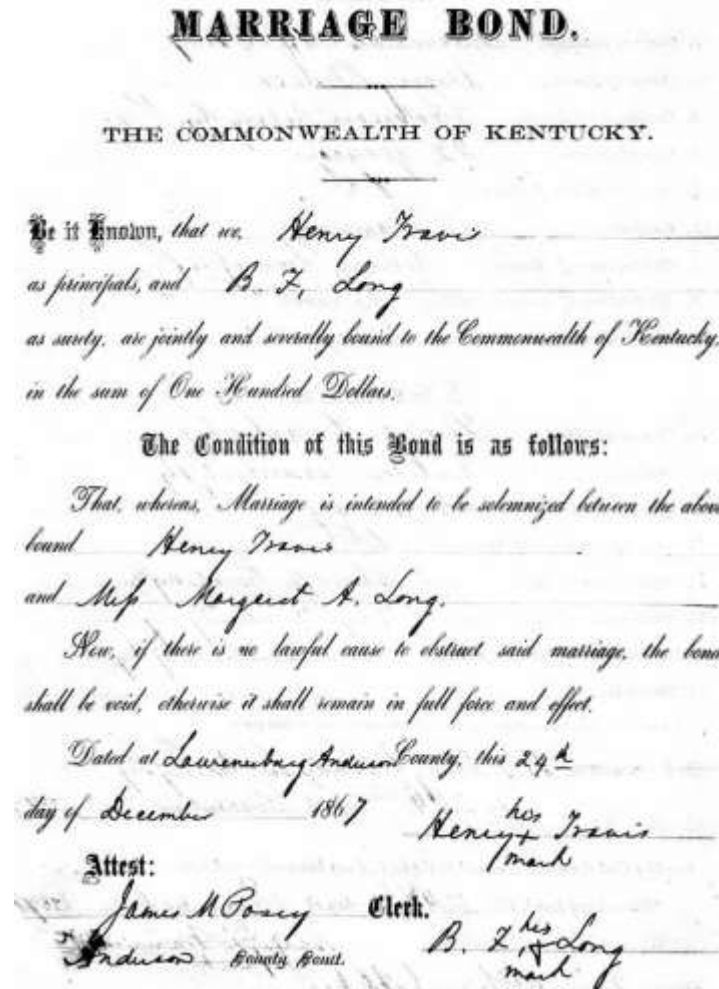 MARRIAGE BOND.
THE COMMONWEALTH OF KENTUCKY.
Be it Known, that we, Henry Travis
as principals, and B. F. Long
as surety, are jointly and severally bound to the Commonwealth of Kentucky,
in the sum of One Hundred Dollars.
The Condition of this Bond is as follows:
That, whereas, Marriage is intended to be solemnized between the above
bound Henry Travis
and Miss Margaret A. Long.
Now, if there is no lawful cause to obstruct said marriage, the bond
shall be void, otherwise it shall remain in full force and effect.
Dated at Lawrenceburg Anderson County, this 24th
day of December 1867
his
Henry + Travis
mark
Attest:
James M Posey Clerk.
Anderson County Court.
his
B. F. + Long
mark